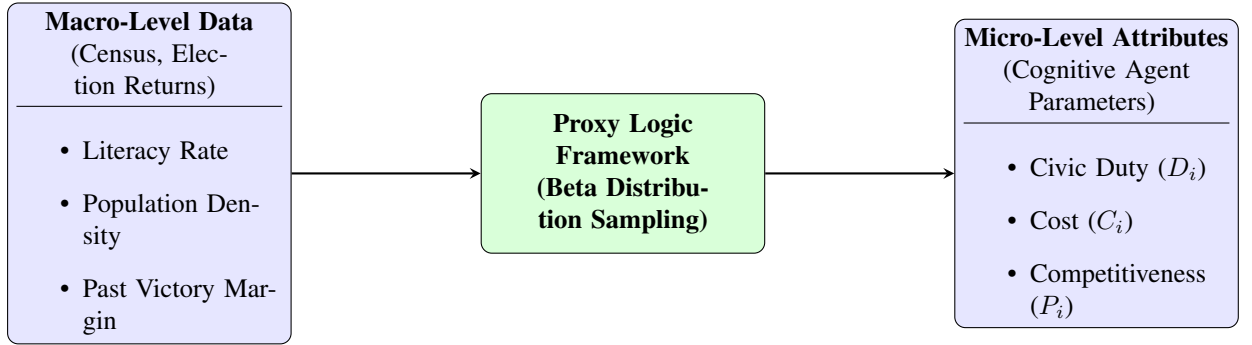 Macro-Level Data
(Census, Elec-
tion Returns)
• Literacy Rate
• Population Den-
sity
• Past Victory Mar-
gin
Proxy Logic
Framework
(Beta Distribu-
tion Sampling)
Micro-Level Attributes
(Cognitive Agent
Parameters)
• Civic Duty (D_i)
• Cost (C_i)
• Competitiveness
(P_i)